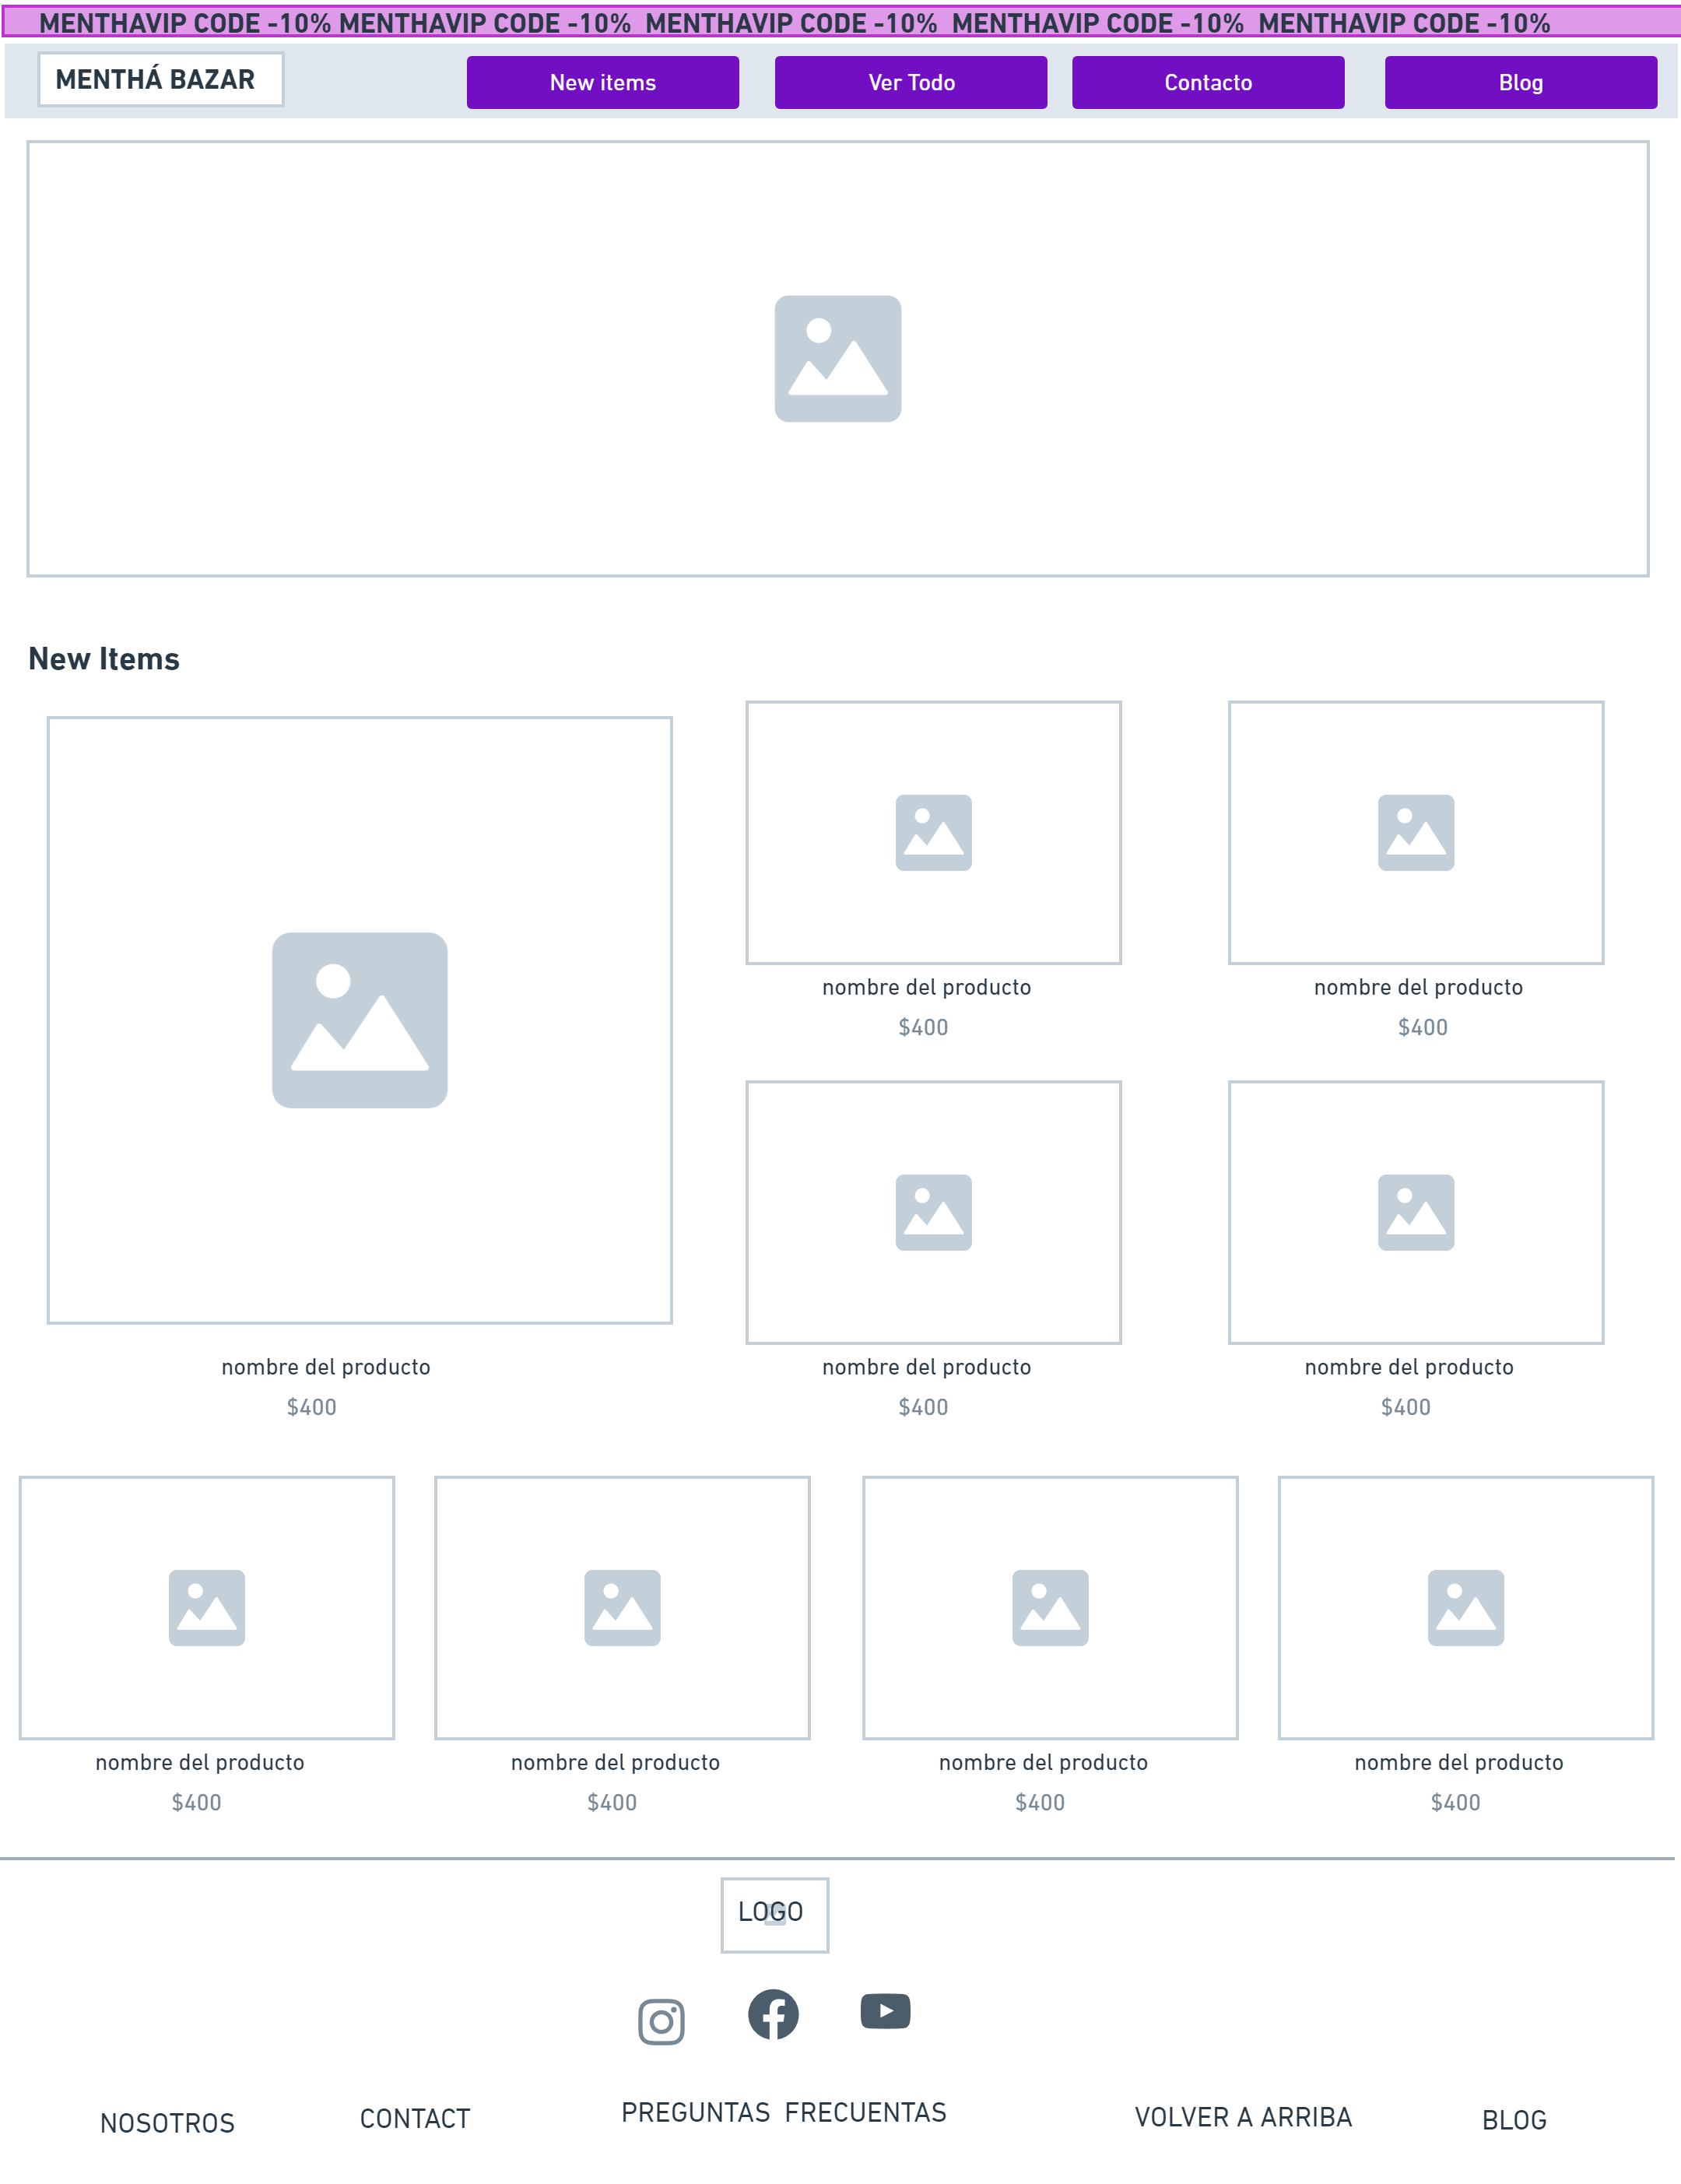 MENTHAVIP CODE -10% MENTHAVIP CODE -10% MENTHAVIP CODE -10% MENTHAVIP CODE -10% MENTHAVIP CODE -10%
MENTHÁ BAZAR
New items
Ver Todo
Contacto
Blog
New Items
nombre del producto
$400
nombre del producto
$400
nombre del producto
$400
nombre del producto
$400
nombre del producto
$400
nombre del producto
$400
nombre del producto
$400
nombre del producto
$400
nombre del producto
$400
LOGO
NOSOTROS
CONTACT
PREGUNTAS FRECUENTAS
VOLVER A ARRIBA
BLOG